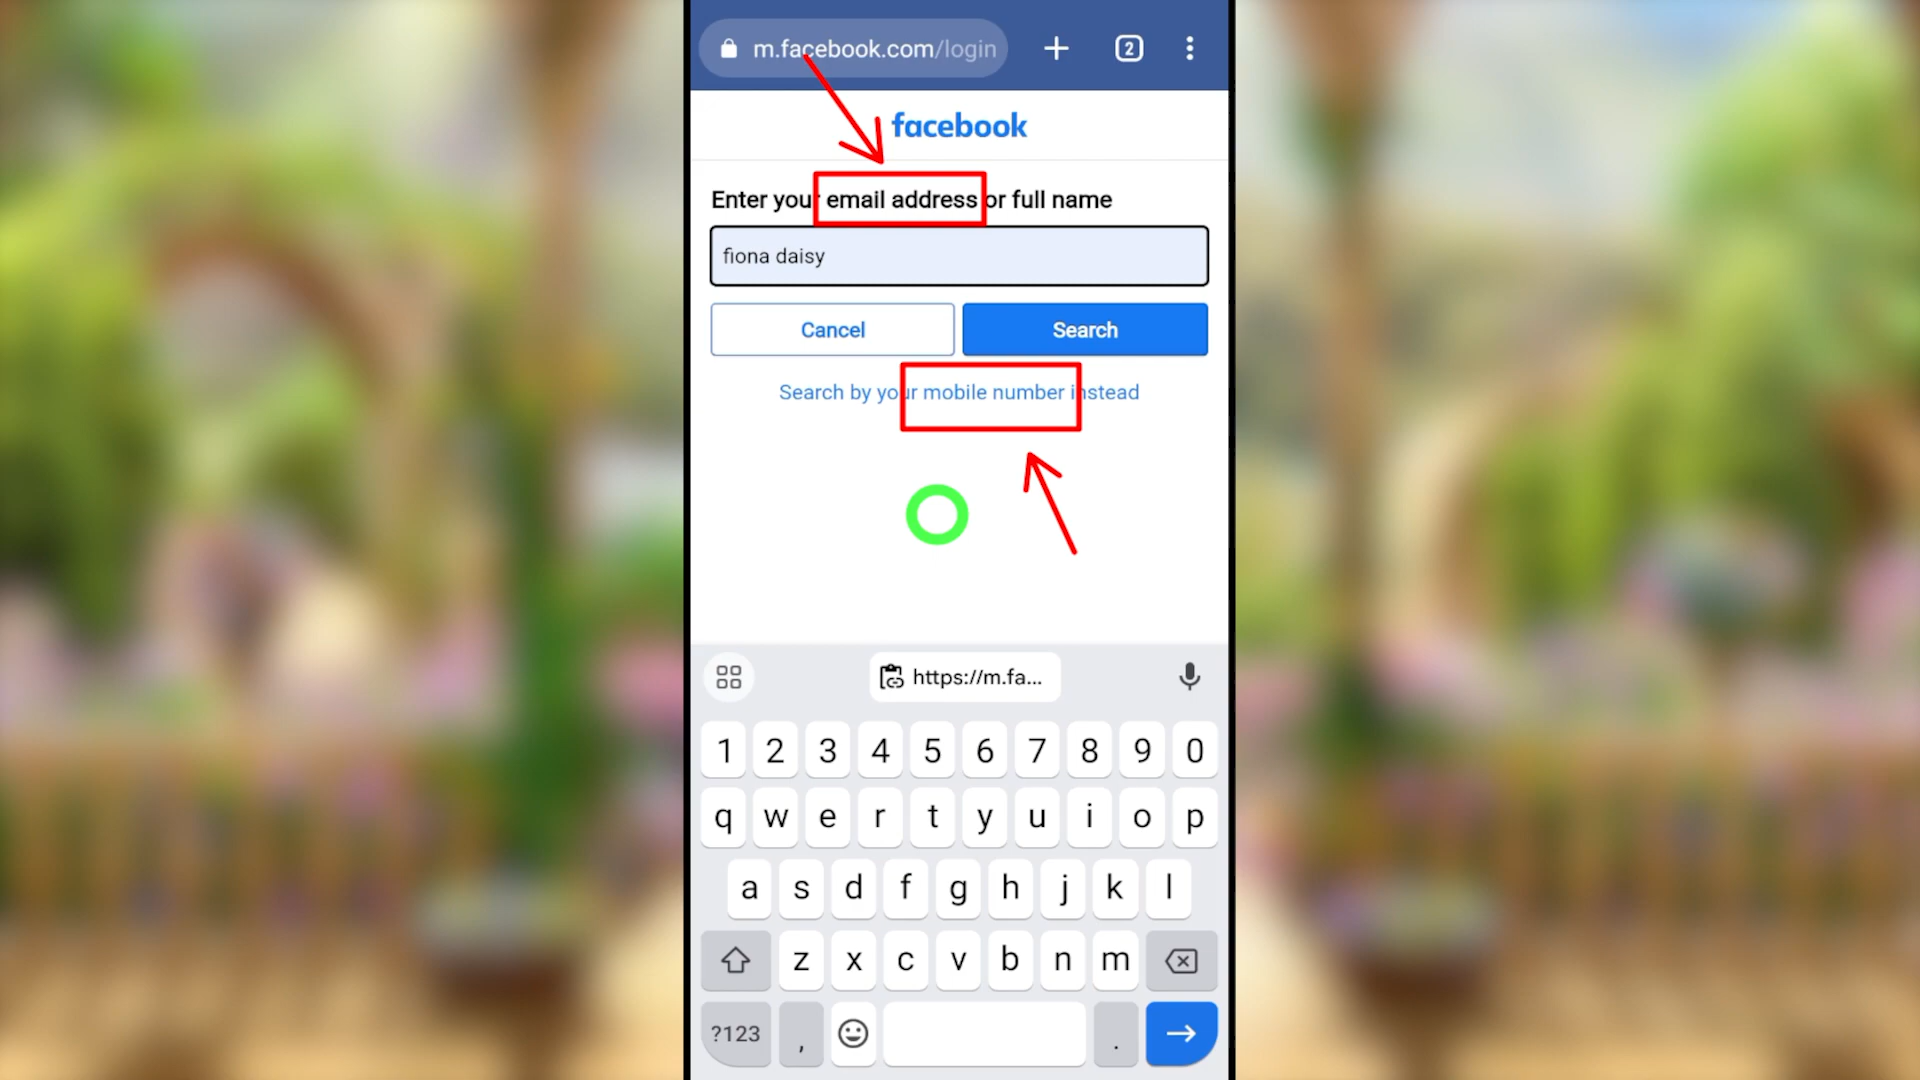 m.facebook.com/login
2
facebook
Enter your email address or full name
fiona daisy
Cancel Search
Search by your mobile number instead
https://m.fa...
1 2 3 4 5 6 7 8 9 0
q w e r t y u i o p
a s d f g h j k l
z x c v b n m
?123 , .